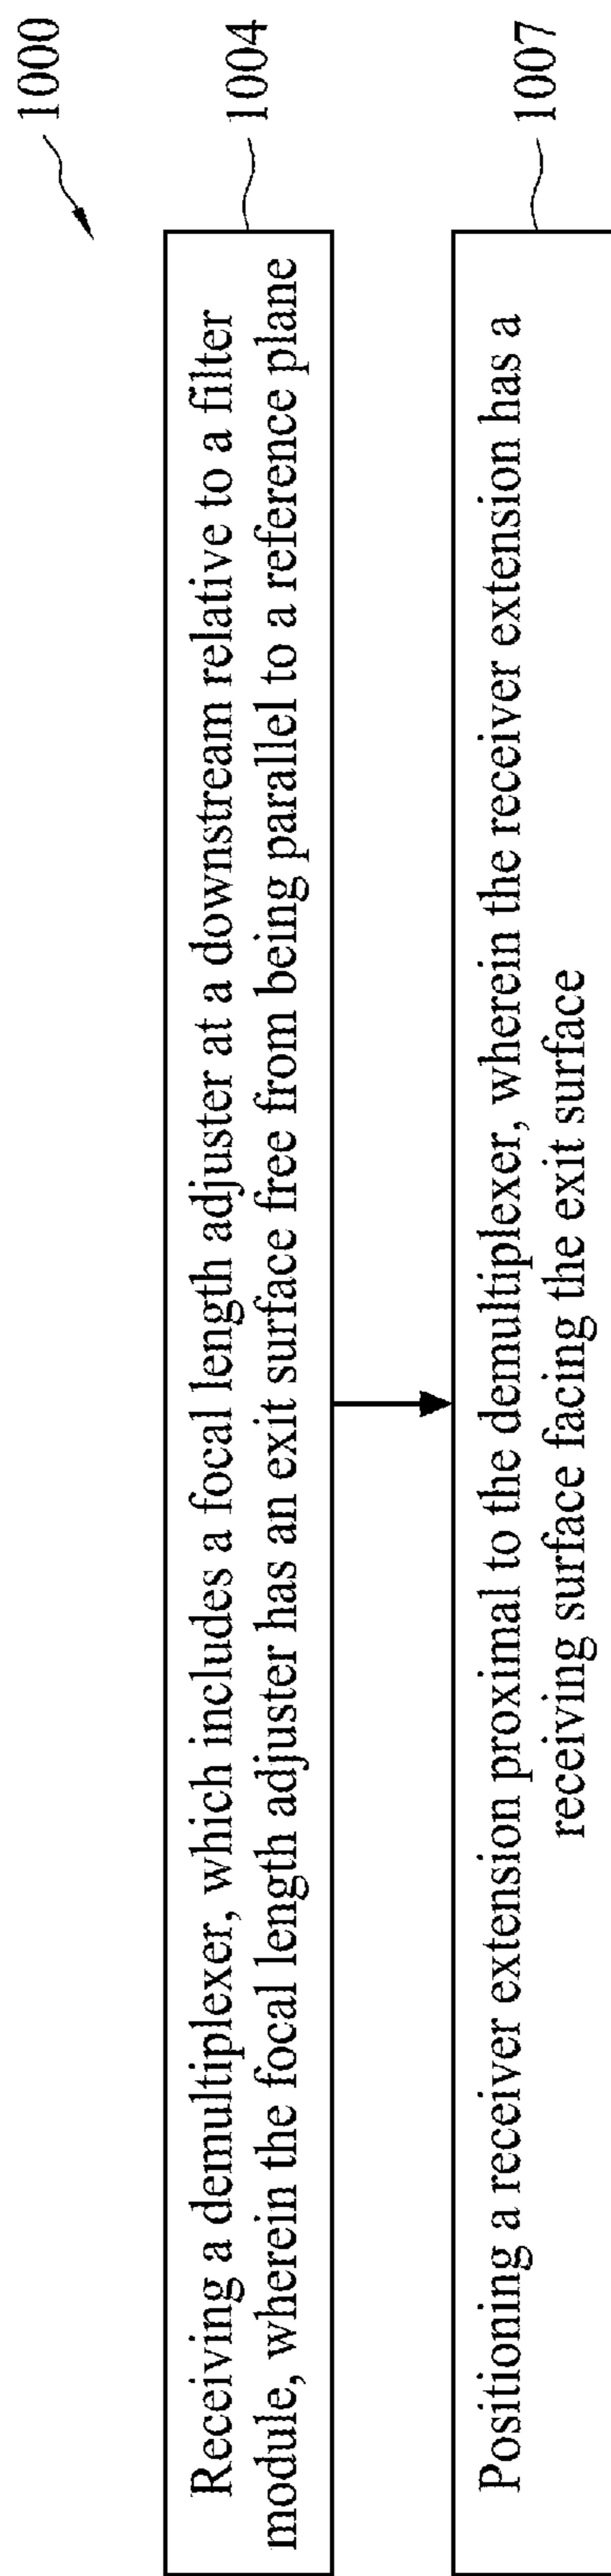 1000
Receiving a demultiplexer, which includes a focal length adjuster at a downstream relative to a filter
module, wherein the focal length adjuster has an exit surface free from being parallel to a reference plane
1004
Positioning a receiver extension proximal to the demultiplexer, wherein the receiver extension has a
receiving surface facing the exit surface
1007